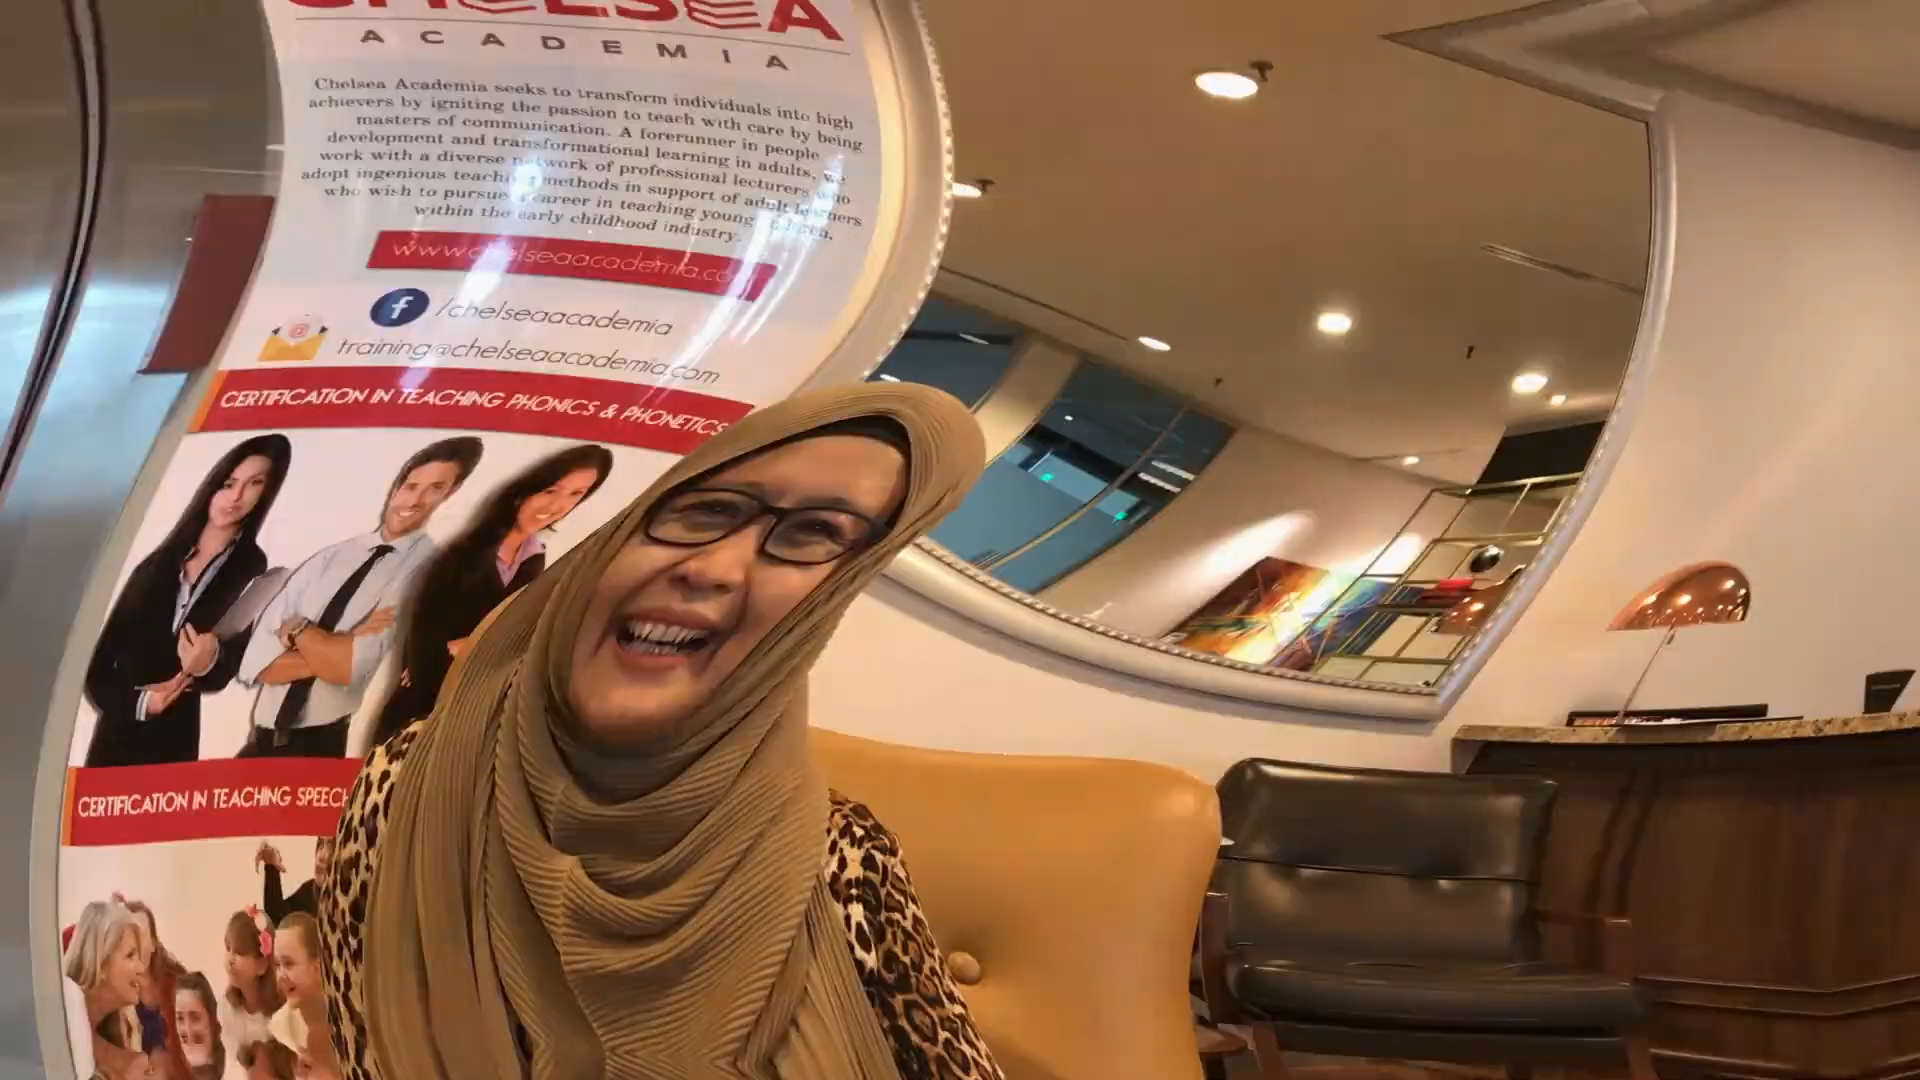 CHELSEA
ACADEMIA
Chelsea Academia seeks to transform individuals into high
achievers by igniting the passion to teach with care by being
masters of communication. A forerunner in people
development and transformational learning in adults, we
work with a diverse network of professional lecturers who
adopt ingenious teaching methods in support of adult learners
who wish to pursue a career in teaching young children,
within the early childhood industry.
www.chelseaacademia.com
f /chelseaacademia
@ training@chelseaacademia.com
CERTIFICATION IN TEACHING PHONICS & PHONETICS
CERTIFICATION IN TEACHING SPEECH